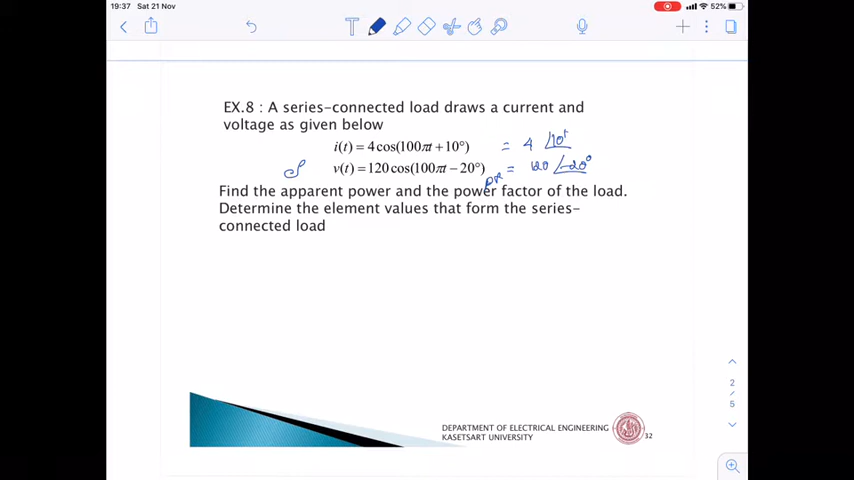 19:37 Sat 21 Nov 52%
EX.8 : A series-connected load draws a current and
voltage as given below
i(t) = 4cos(100πt +10°) = 4 ∠10°
v(t) = 120cos(100πt − 20°) = 120 ∠−20°
Find the apparent power and the power factor of the load.
Determine the element values that form the series-
connected load
2
/
5
DEPARTMENT OF ELECTRICAL ENGINEERING
KASETSART UNIVERSITY
32